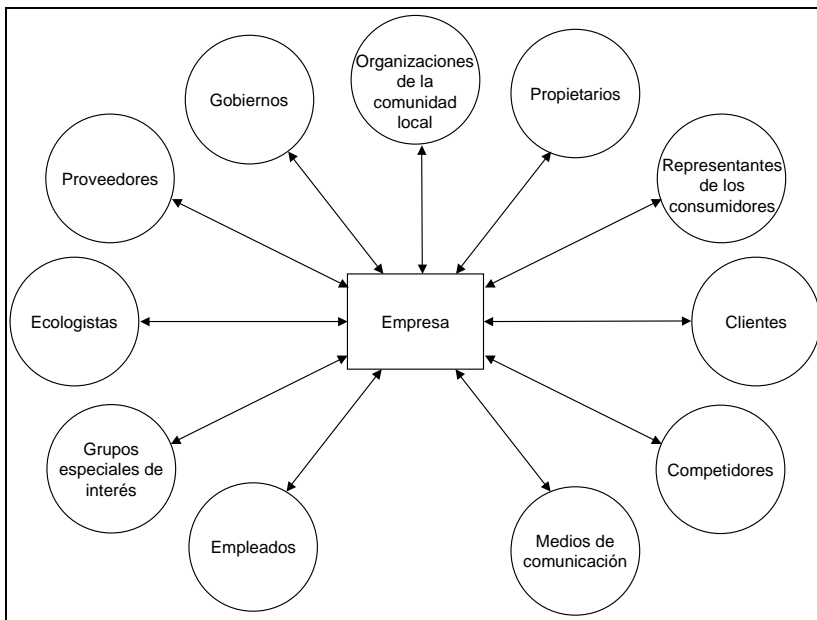 Organizaciones
de la
comunidad
local
Propietarios
Gobiernos
Representantes
de los
consumidores
Proveedores
Ecologistas
Empresa
Clientes
Grupos
especiales de
interés
Competidores
Empleados
Medios de
comunicación